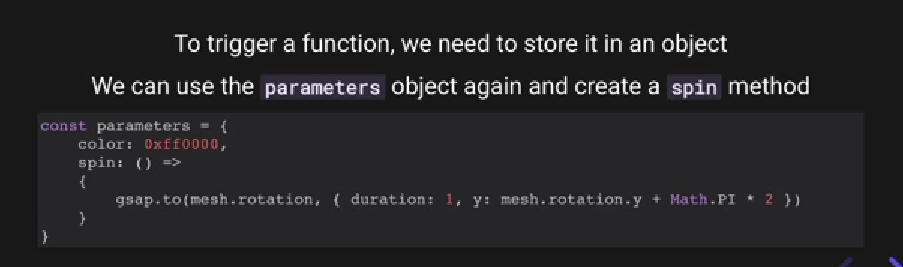 To trigger a function, we need to store it in an object
We can use the parameters object again and create a spin method
const parameters = {
    color: 0xff0000,
    spin: () =>
    {
        gsap.to(mesh.rotation, { duration: 1, y: mesh.rotation.y + Math.PI * 2 })
    }
}